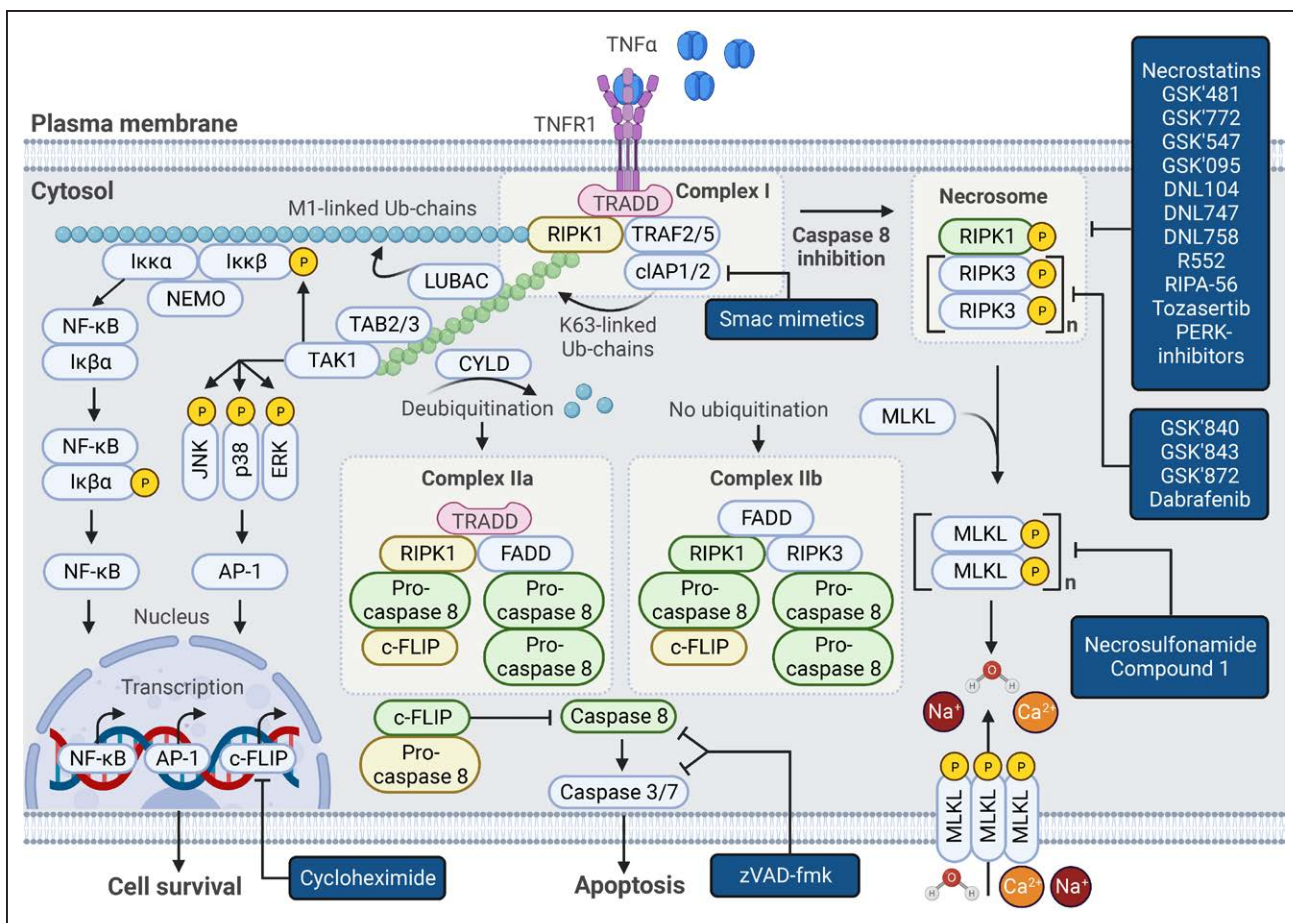 TNFα
TNFR1
Plasma membrane
Cytosol
M1-linked Ub-chains
Complex I
TRADD
RIPK1
TRAF2/5
cIAP1/2
Caspase 8
inhibition
Necrosome
RIPK1
P
RIPK3
P
RIPK3
P
n
Necrostatins
GSK'481
GSK'772
GSK'547
GSK'095
DNL104
DNL747
DNL758
R552
RIPA-56
Tozasertib
PERK-
inhibitors
Iκκα
Iκκβ
P
NEMO
LUBAC
TAB2/3
TAK1
K63-linked
Ub-chains
Smac mimetics
NF-κB
Iκβα
CYLD
Deubiquitination
No ubiquitination
MLKL
GSK'840
GSK'843
GSK'872
Dabrafenib
P
P
P
JNK
p38
ERK
NF-κB
Iκβα
P
NF-κB
AP-1
Complex IIa
TRADD
RIPK1
FADD
Pro-
caspase 8
Pro-
caspase 8
c-FLIP
Pro-
caspase 8
Complex IIb
FADD
RIPK1
RIPK3
Pro-
caspase 8
Pro-
caspase 8
c-FLIP
Pro-
caspase 8
MLKL
P
MLKL
P
n
Necrosulfonamide
Compound 1
Nucleus
Transcription
NF-κB
AP-1
c-FLIP
c-FLIP
Pro-
caspase 8
Caspase 8
Caspase 3/7
O
H
H
Na⁺
Ca²⁺
P
P
P
MLKL
MLKL
MLKL
O
H
H
Ca²⁺
Na⁺
Cell survival
Cycloheximide
Apoptosis
zVAD-fmk